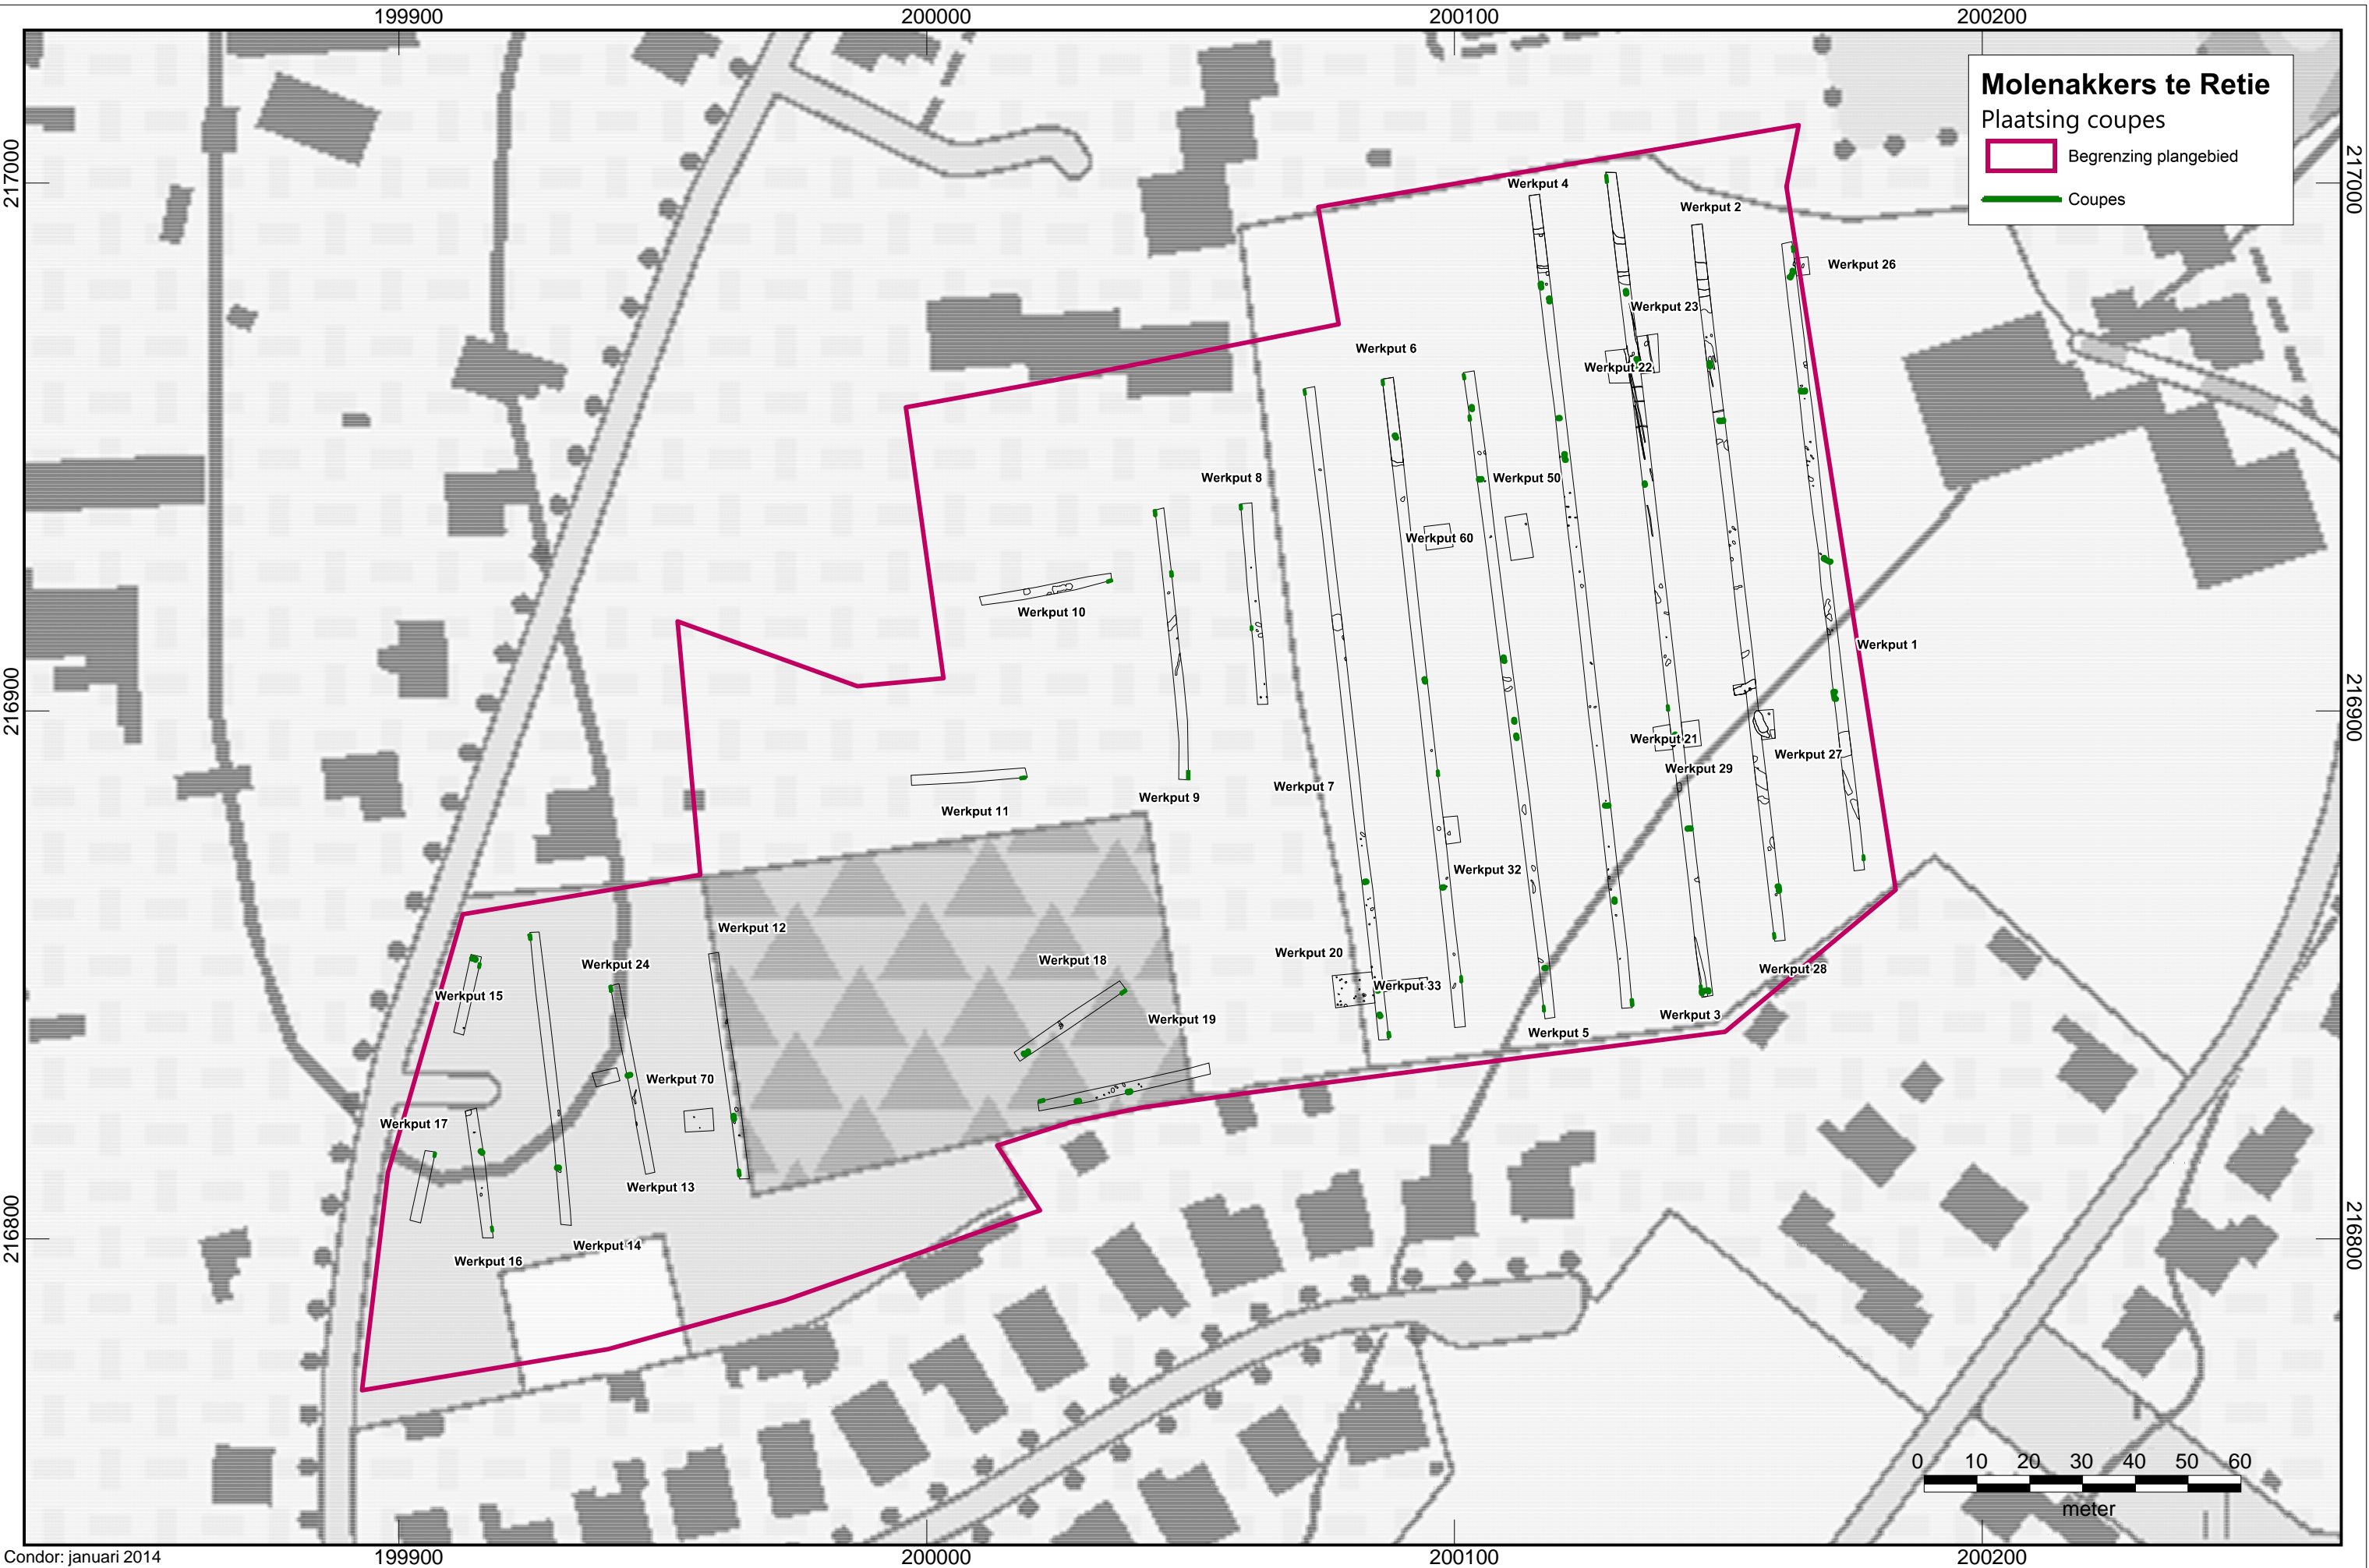 199900
200000
200100
200200
Molenakkers te Retie
Plaatsing coupes
Begrenzing plangebied
Coupes
217000
217000
Werkput 4
Werkput 2
Werkput 26
Werkput 23
Werkput 6
Werkput 22
Werkput 8
Werkput 50
Werkput 60
Werkput 10
Werkput 1
216900
216900
Werkput 21
Werkput 27
Werkput 29
Werkput 7
Werkput 9
Werkput 11
Werkput 32
Werkput 12
Werkput 20
Werkput 18
Werkput 24
Werkput 28
Werkput 33
Werkput 15
Werkput 3
Werkput 19
Werkput 5
Werkput 70
Werkput 17
Werkput 13
216800
216800
Werkput 14
Werkput 16
0 10 20 30 40 50 60
meter
Condor: januari 2014
199900
200000
200100
200200